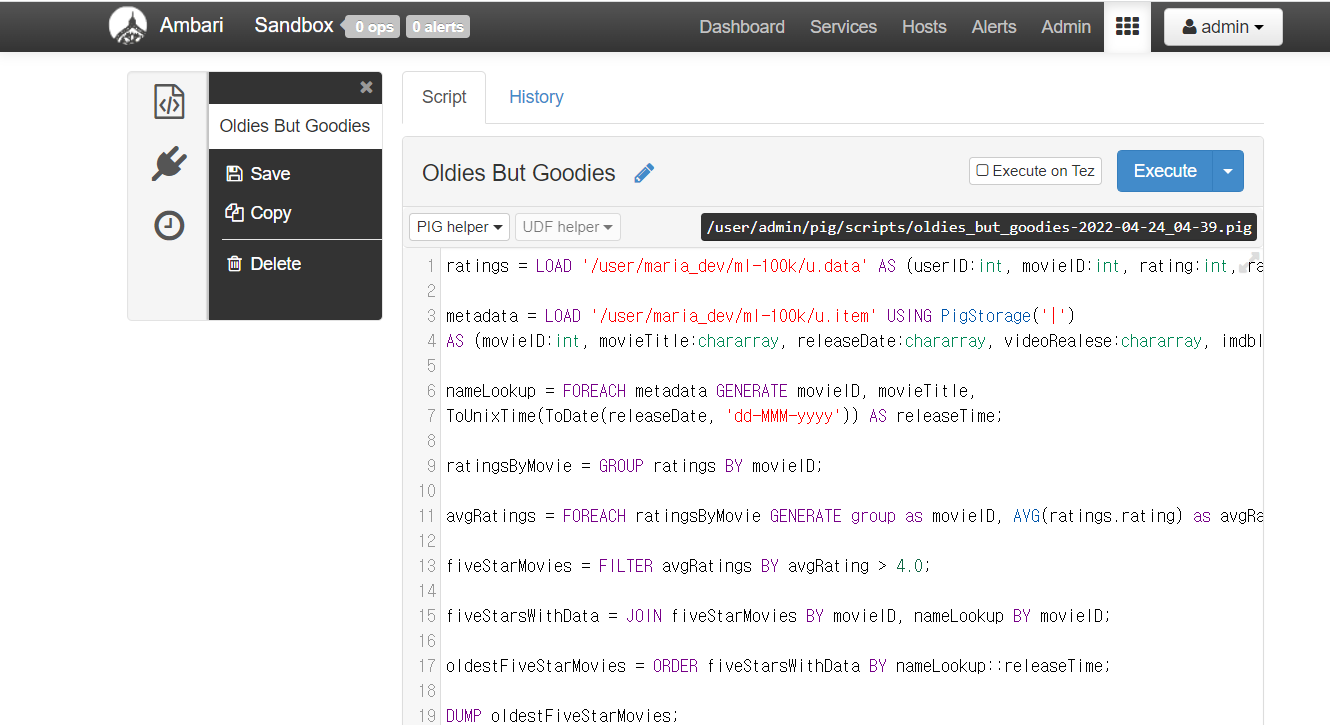 Ambari Sandbox 0 ops 0 alerts Dashboard Services Hosts Alerts Admin admin
Oldies But Goodies
Save
Copy
Delete
Script History
Oldies But Goodies Execute on Tez Execute
PIG helper UDF helper /user/admin/pig/scripts/oldies_but_goodies-2022-04-24_04-39.pig
1 ratings = LOAD '/user/maria_dev/ml-100k/u.data' AS (userID:int, movieID:int, rating:int, ra
2
3 metadata = LOAD '/user/maria_dev/ml-100k/u.item' USING PigStorage('|')
4 AS (movieID:int, movieTitle:chararray, releaseDate:chararray, videoRealese:chararray, imdbl
5
6 nameLookup = FOREACH metadata GENERATE movieID, movieTitle,
7 ToUnixTime(ToDate(releaseDate, 'dd-MMM-yyyy')) AS releaseTime;
8
9 ratingsByMovie = GROUP ratings BY movieID;
10
11 avgRatings = FOREACH ratingsByMovie GENERATE group as movieID, AVG(ratings.rating) as avgRa
12
13 fiveStarMovies = FILTER avgRatings BY avgRating > 4.0;
14
15 fiveStarsWithData = JOIN fiveStarMovies BY movieID, nameLookup BY movieID;
16
17 oldestFiveStarMovies = ORDER fiveStarsWithData BY nameLookup::releaseTime;
18
19 DUMP oldestFiveStarMovies;